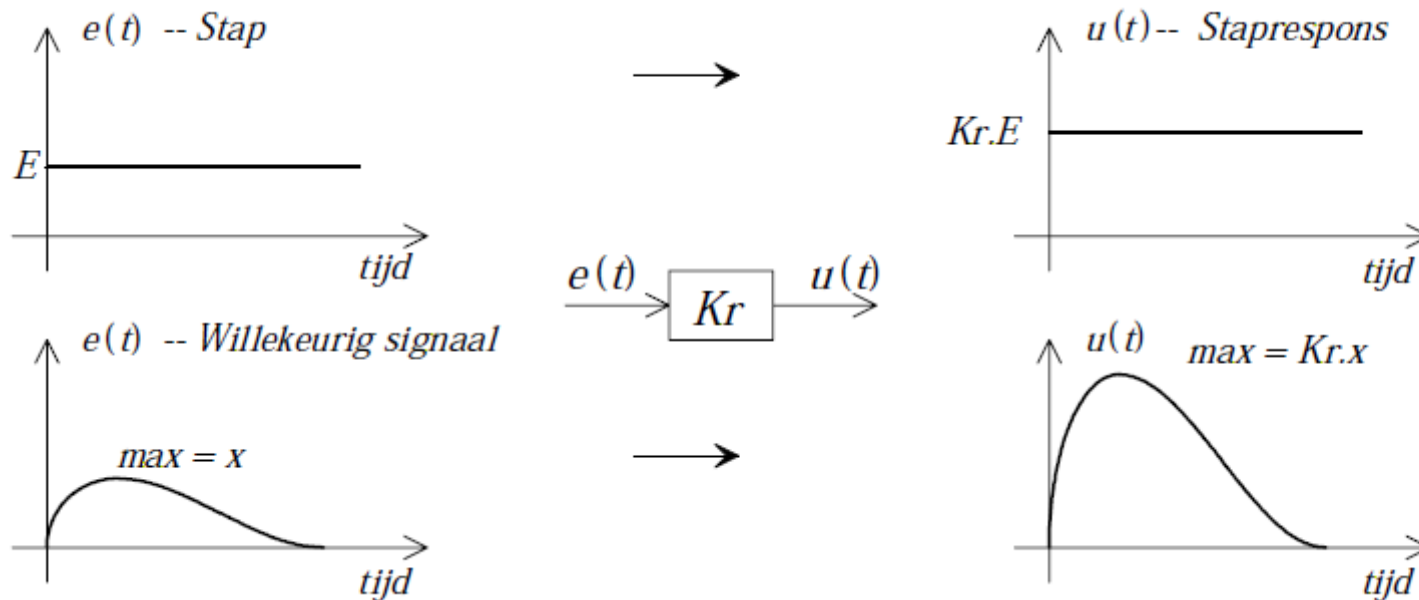 e(t) -- Stap
E
tijd
u(t) -- Staprespons
Kr.E
tijd
e(t)
Kr
u(t)
e(t) -- Willekeurig signaal
max = x
tijd
u(t)
max = Kr.x
tijd